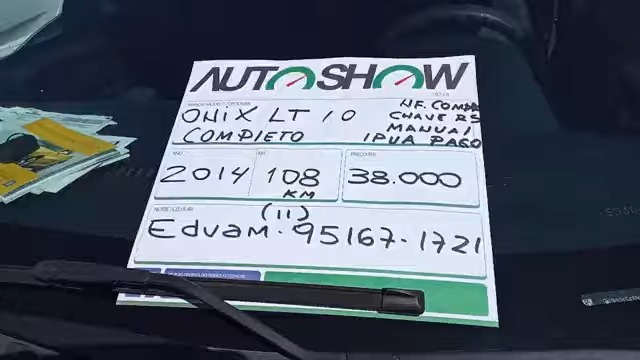 AUTOSHOW
ONIX LT 1.0
COMPLETO
NF. COMPRA
CHAVE RS
MANUAL
IPVA PAGO
2014
108
KM
38.000
(11)
Edvam. 95167-1721